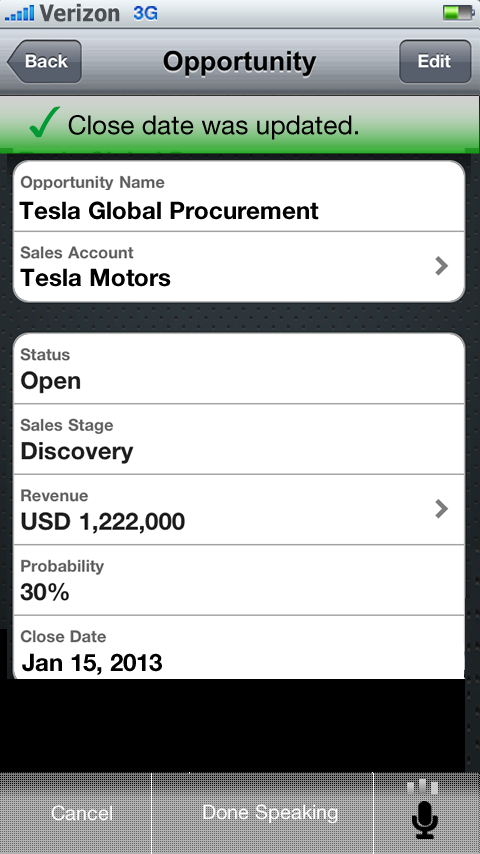 Verizon 3G
Back
Opportunity
Edit
✓ Close date was updated.
Opportunity Name
Tesla Global Procurement
Sales Account
Tesla Motors
Status
Open
Sales Stage
Discovery
Revenue
USD 1,222,000
Probability
30%
Close Date
Jan 15, 2013
Cancel
Done Speaking